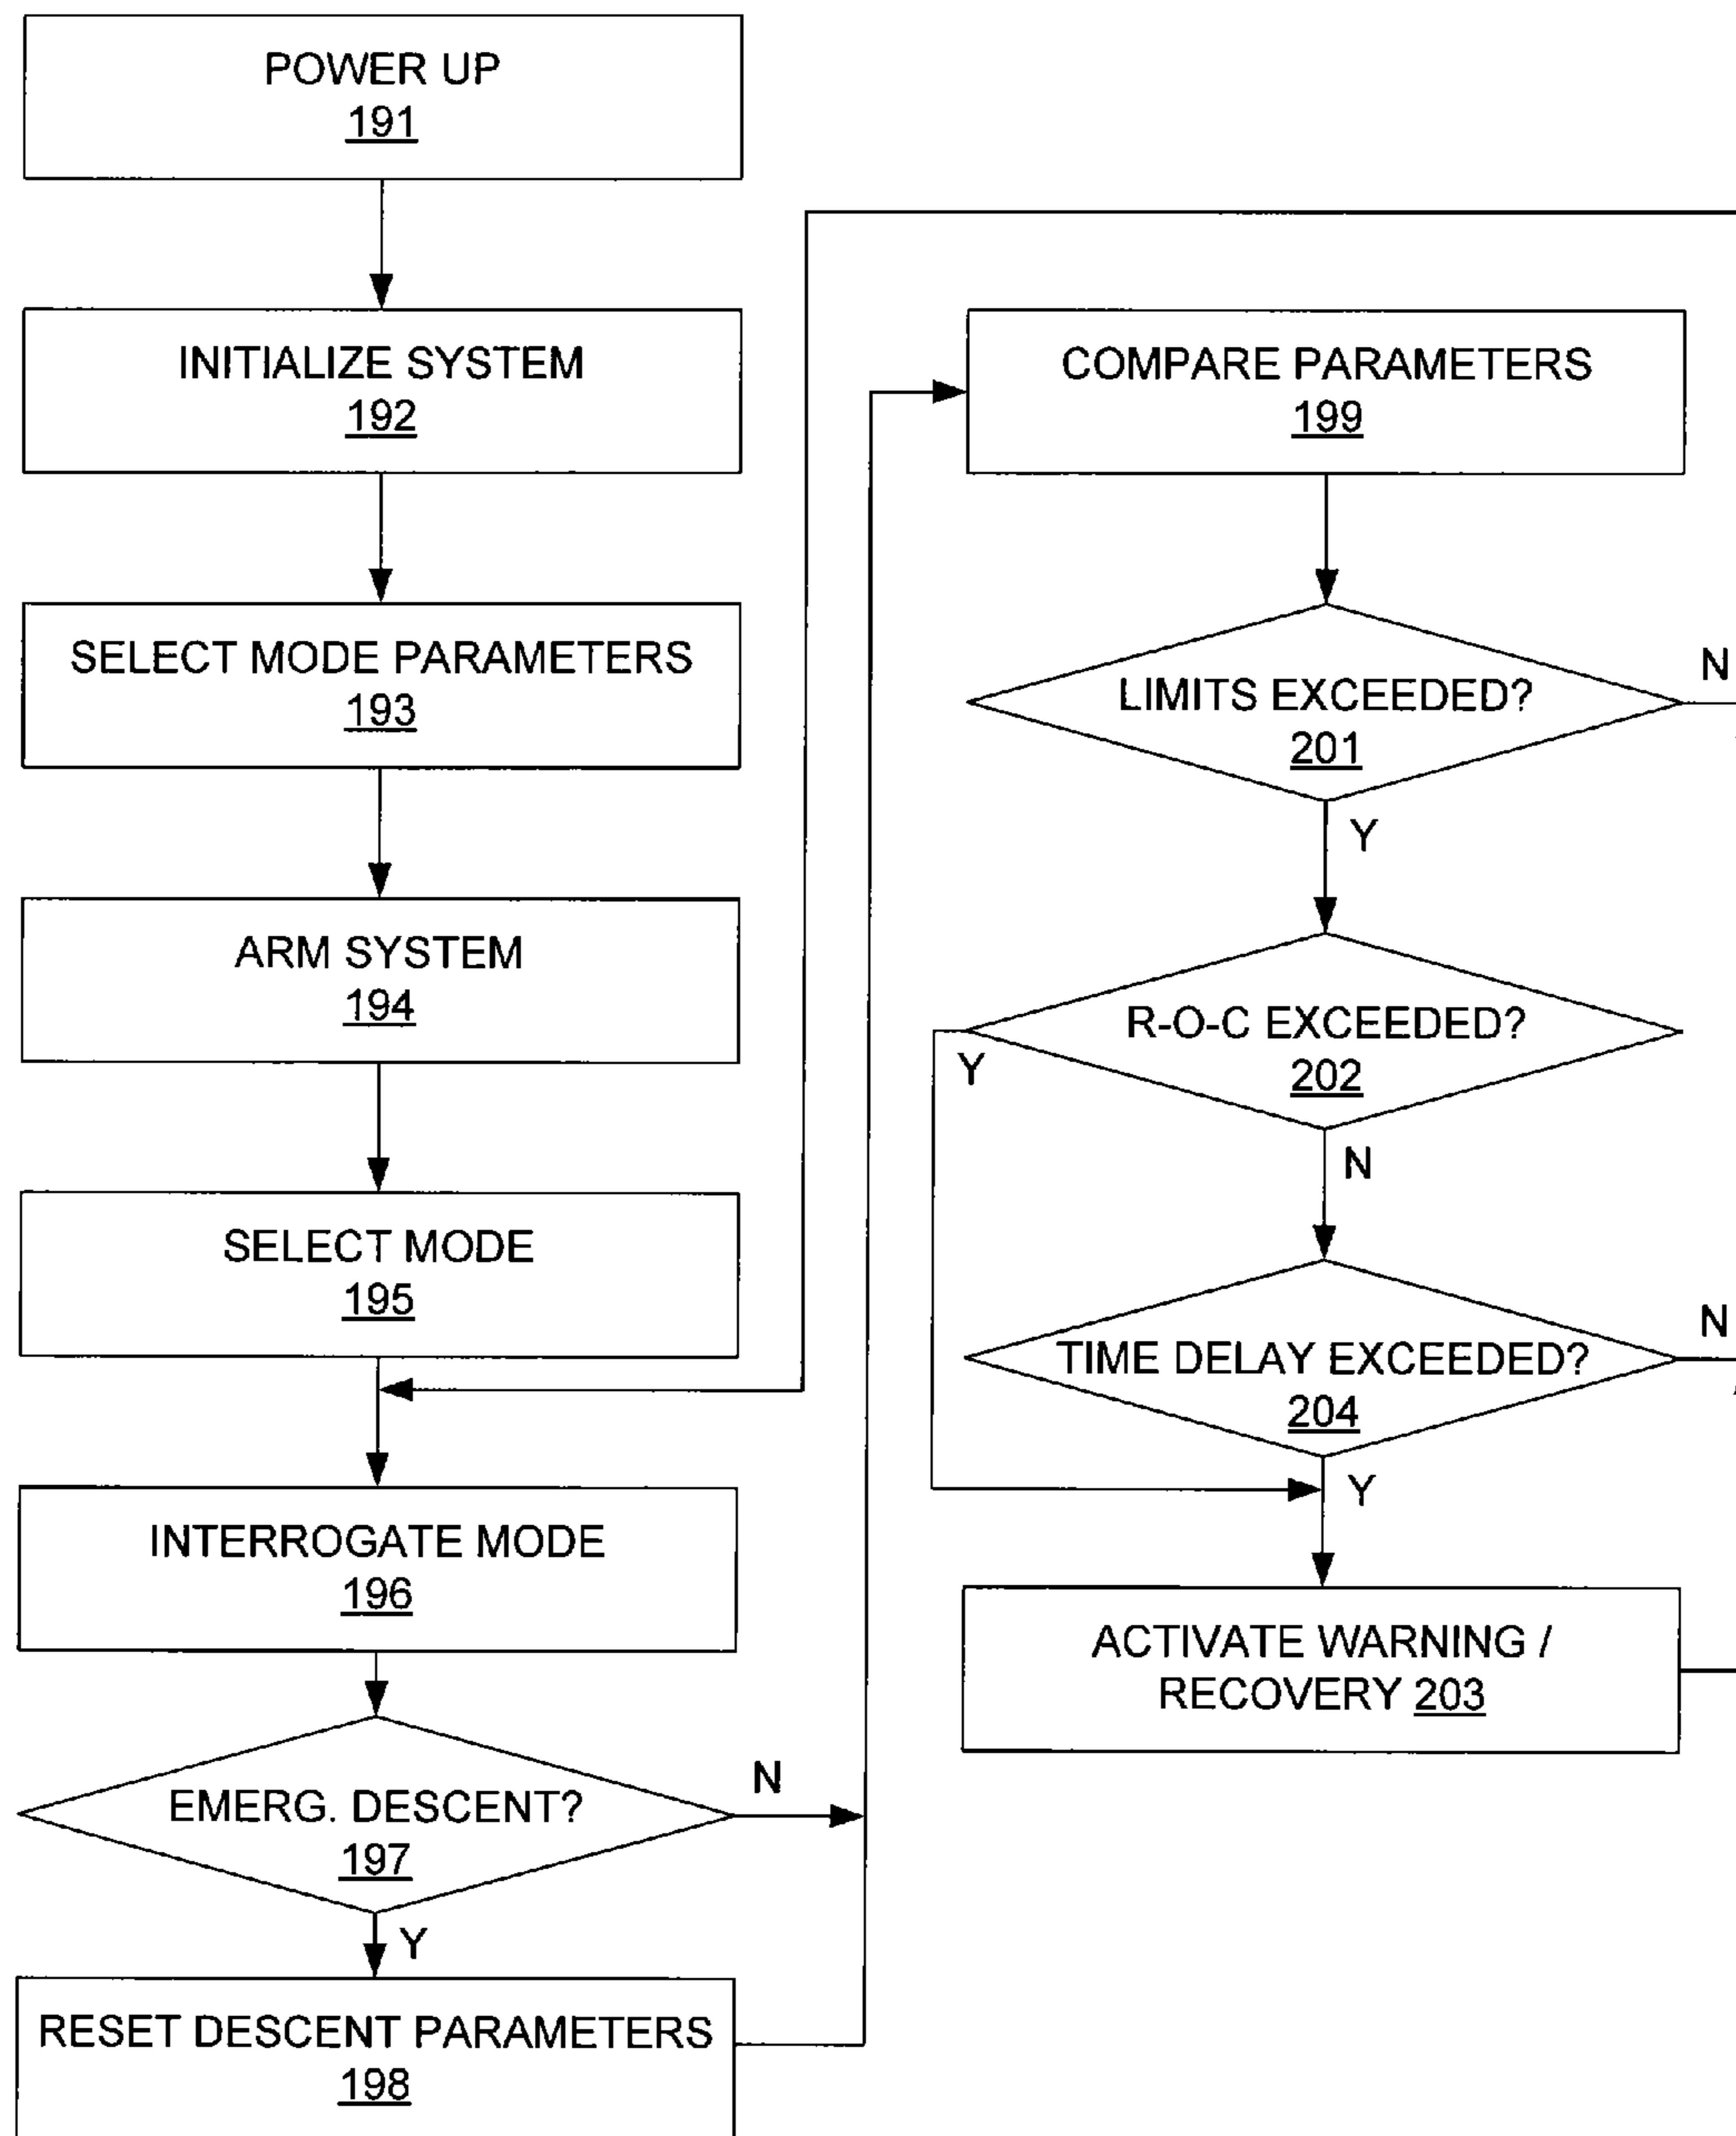 POWER UP
191
INITIALIZE SYSTEM
192
SELECT MODE PARAMETERS
193
ARM SYSTEM
194
SELECT MODE
195
INTERROGATE MODE
196
EMERG. DESCENT?
197
N
Y
RESET DESCENT PARAMETERS
198
COMPARE PARAMETERS
199
LIMITS EXCEEDED?
201
N
Y
R-O-C EXCEEDED?
202
Y
N
TIME DELAY EXCEEDED?
204
N
Y
ACTIVATE WARNING /
RECOVERY 203